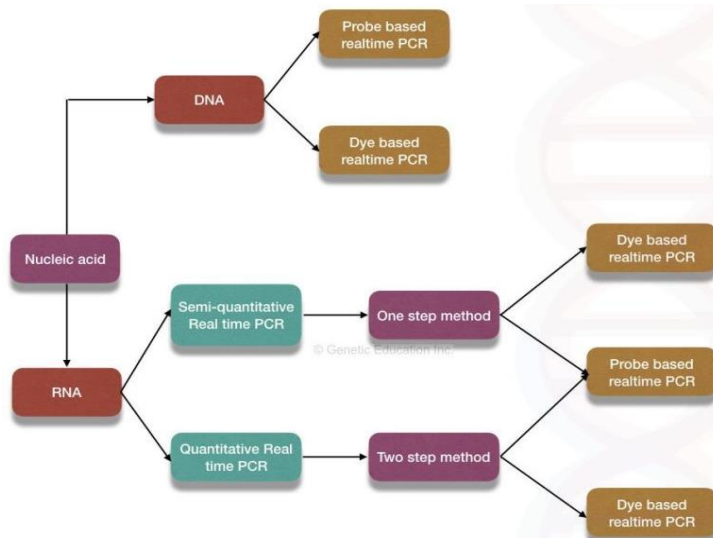 Probe based
realtime PCR
DNA
Dye based
realtime PCR
Nucleic acid
Dye based
realtime PCR
Semi-quantitative
Real time PCR
One step method
© Genetic Education Inc.
Probe based
realtime PCR
RNA
Quantitative Real
time PCR
Two step method
Dye based
realtime PCR